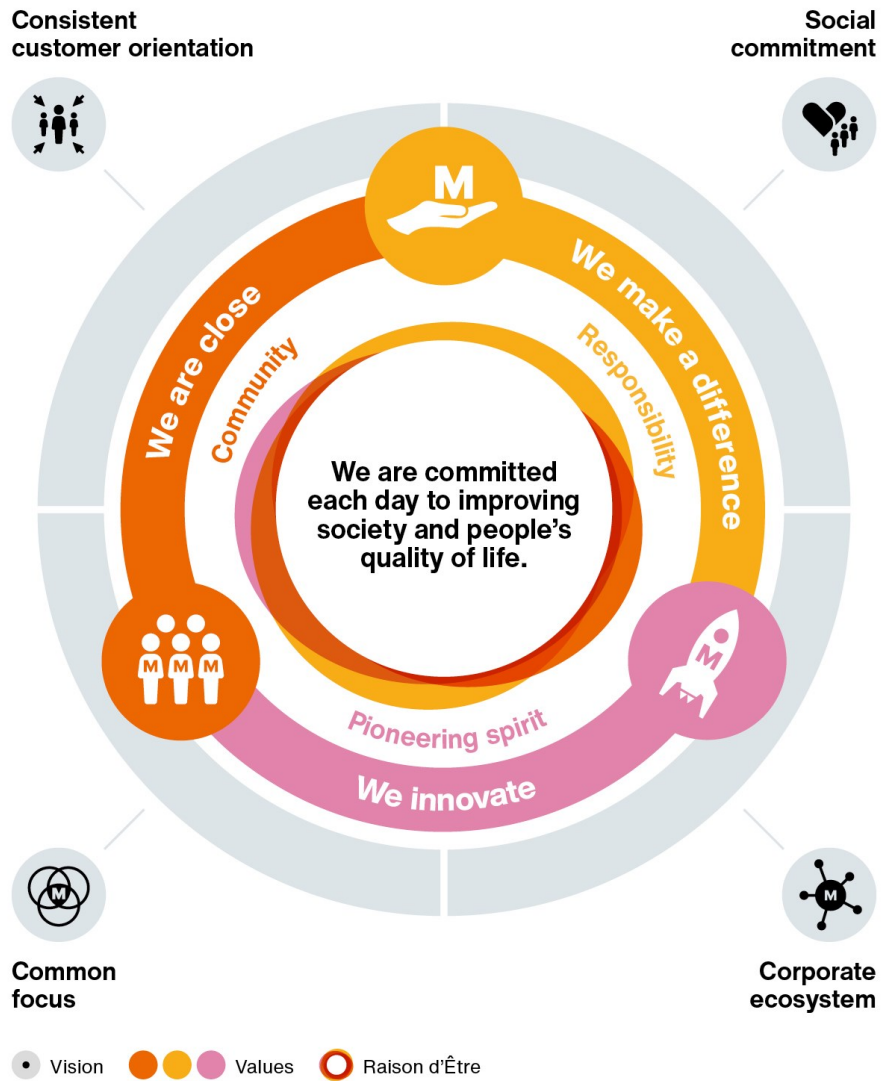 Consistent
customer orientation
Social
commitment
M
We are close
We make a difference
Community
Responsibility
We are committed
each day to improving
society and people's
quality of life.
M M M
M
Pioneering spirit
We innovate
M
M
Common
focus
Corporate
ecosystem
Vision
Values
Raison d'Être